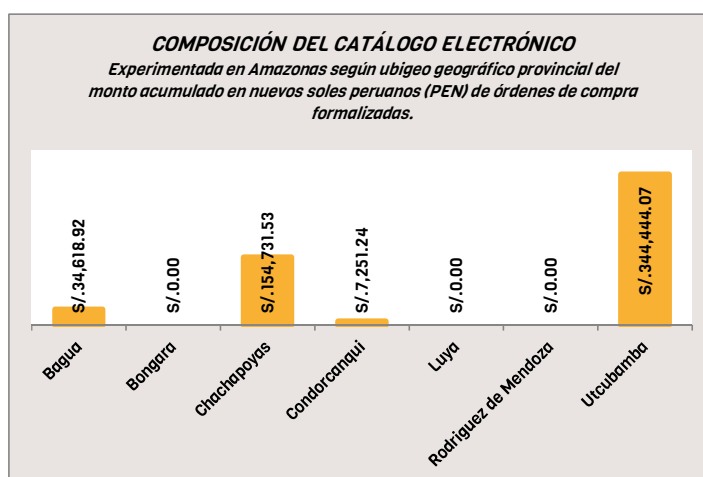 COMPOSICIÓN DEL CATÁLOGO ELECTRÓNICO
Experimentada en Amazonas según ubigeo geográfico provincial del
monto acumulado en nuevos soles peruanos (PEN) de órdenes de compra
formalizadas.
S/.34,618.92
S/.0.00
S/.154,731.53
S/.7,251.24
S/.0.00
S/.0.00
S/.344,444.07
Bagua
Bongara
Chachapoyas
Condorcanqui
Luya
Rodriguez de Mendoza
Utcubamba